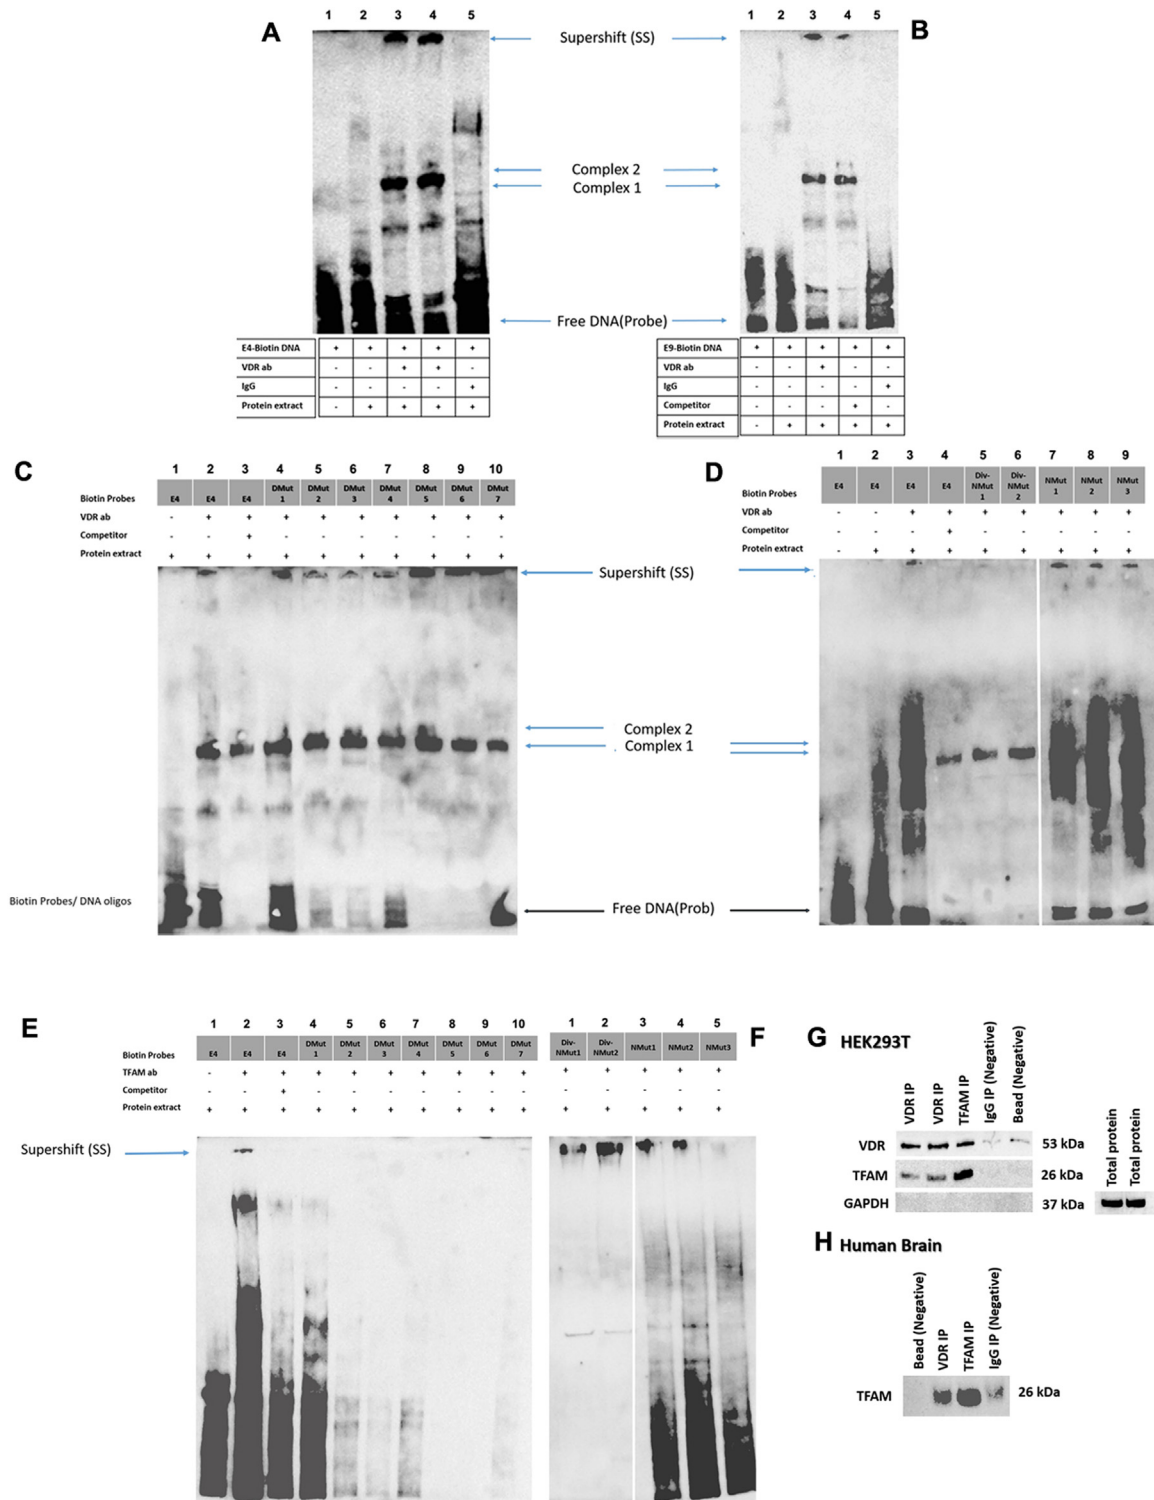 A
1 2 3 4 5
Supershift (SS)
Complex 2
Complex 1
Free DNA(Probe)
E4-Biotin DNA + + + + +
VDR ab - - + + -
IgG - - - - +
Protein extract - + + + +
B
1 2 3 4 5
E9-Biotin DNA + + + + +
VDR ab - - + - -
IgG - - - - +
Competitor - - - + -
Protein extract - + + + +
C
1 2 3 4 5 6 7 8 9 10
Biotin Probes E4 E4 E4 DMut 1 DMut 2 DMut 3 DMut 4 DMut 5 DMut 6 DMut 7
VDR ab - + + + + + + + + +
Competitor - - + - - - - - - -
Protein extract + + + + + + + + + +
Supershift (SS)
Complex 2
Complex 1
Biotin Probes/ DNA oligos
Free DNA(Prob)
D
1 2 3 4 5 6 7 8 9
Biotin Probes E4 E4 E4 E4 Div-NMut 1 Div-NMut 2 NMut 1 NMut 2 NMut 3
VDR ab - - + + + + + + +
Competitor - - - + - - - - -
Protein extract - + + + + + + + +
E
1 2 3 4 5 6 7 8 9 10
Biotin Probes E4 E4 E4 DMut 1 DMut 2 DMut 3 DMut 4 DMut 5 DMut 6 DMut 7
TFAM ab - + + + + + + + + +
Competitor - - + - - - - - - -
Protein extract + + + + + + + + + +
Supershift (SS)
F
1 2 3 4 5
Div-NMut1 Div-NMut2 NMut1 NMut2 NMut3
+ + + + +
- - - - -
+ + + + +
G HEK293T
VDR IP
VDR IP
TFAM IP
IgG IP (Negative)
Bead (Negative)
Total protein
Total protein
VDR 53 kDa
TFAM 26 kDa
GAPDH 37 kDa
H Human Brain
Bead (Negative)
VDR IP
TFAM IP
IgG IP (Negative)
TFAM 26 kDa